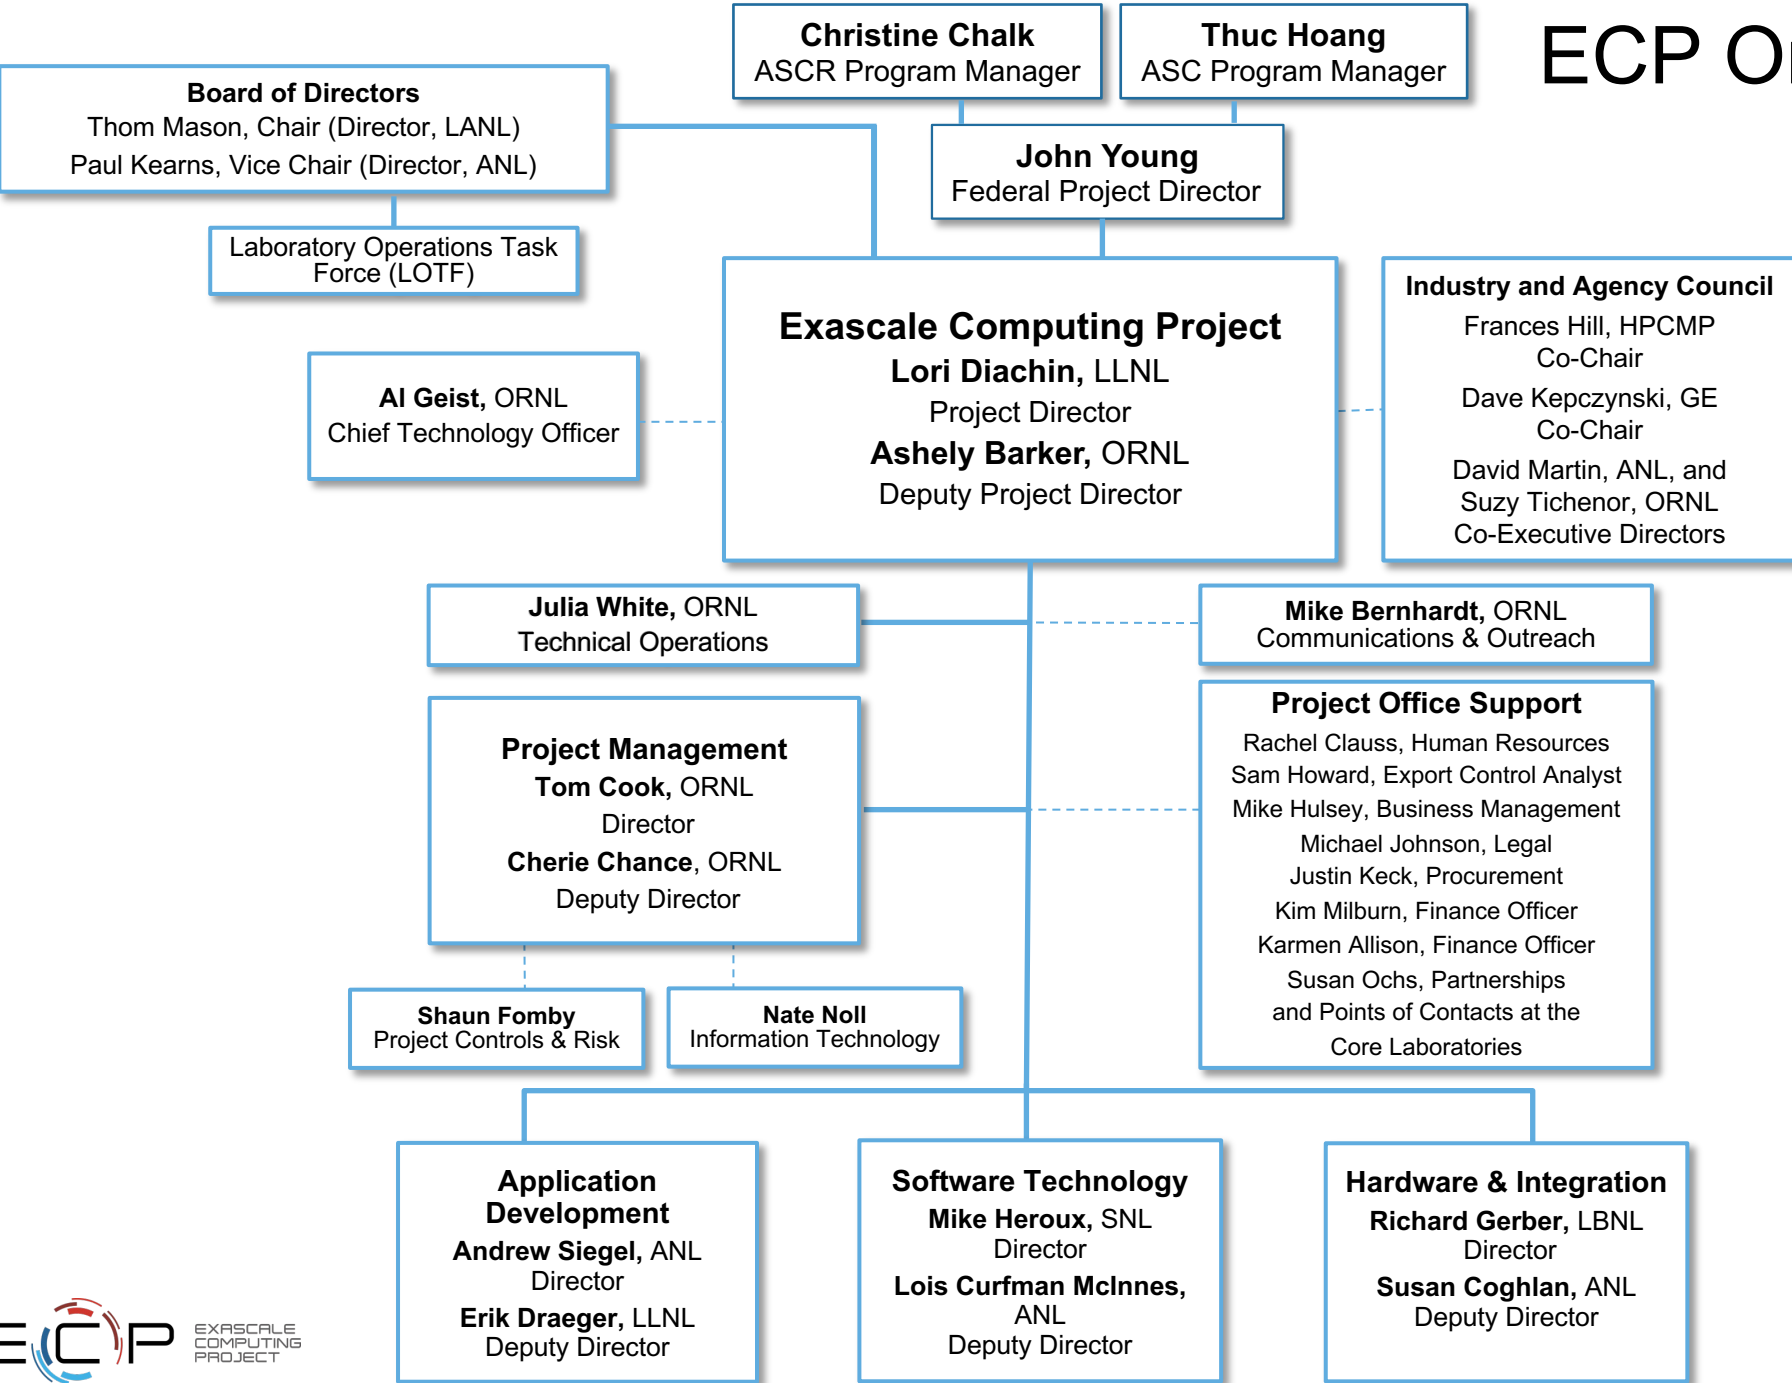 Christine Chalk
ASCR Program Manager
Thuc Hoang
ASC Program Manager
ECP
Board of Directors
Thom Mason, Chair (Director, LANL)
Paul Kearns, Vice Chair (Director, ANL)
John Young
Federal Project Director
Laboratory Operations Task
Force (LOTF)
Exascale Computing Project
Lori Diachin, LLNL
Project Director
Ashely Barker, ORNL
Deputy Project Director
Industry and Agency Council
Frances Hill, HPCMP
Co-Chair
Dave Kepczynski, GE
Co-Chair
David Martin, ANL, and
Suzy Tichenor, ORNL
Co-Executive Directors
Al Geist, ORNL
Chief Technology Officer
Julia White, ORNL
Technical Operations
Mike Bernhardt, ORNL
Communications & Outreach
Project Management
Tom Cook, ORNL
Director
Cherie Chance, ORNL
Deputy Director
Project Office Support
Rachel Clauss, Human Resources
Sam Howard, Export Control Analyst
Mike Hulsey, Business Management
Michael Johnson, Legal
Justin Keck, Procurement
Kim Milburn, Finance Officer
Karmen Allison, Finance Officer
Susan Ochs, Partnerships
and Points of Contacts at the
Core Laboratories
Shaun Fomby
Project Controls & Risk
Nate Noll
Information Technology
Application
Development
Andrew Siegel, ANL
Director
Erik Draeger, LLNL
Deputy Director
Software Technology
Mike Heroux, SNL
Director
Lois Curfman McInnes,
ANL
Deputy Director
Hardware & Integration
Richard Gerber, LBNL
Director
Susan Coghlan, ANL
Deputy Director
ECP
EXASCALE
COMPUTING
PROJECT